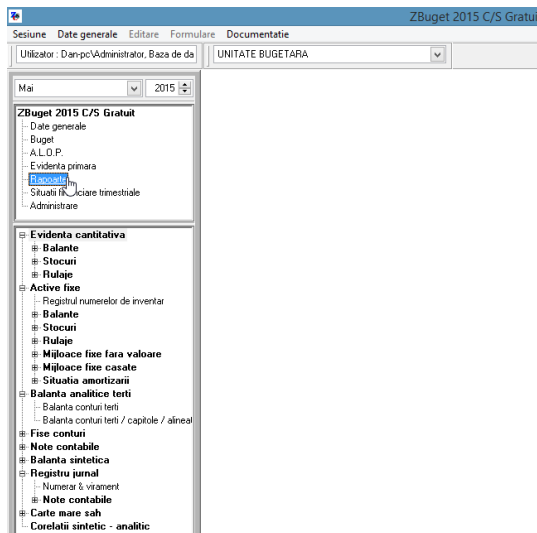 ZBuget 2015 C/S Gratui
Sesiune Date generale Editare Formulare Documentatie
Utilizator : Dan-pc\Administrator, Baza de da
UNITATE BUGETARA
Mai 2015
ZBuget 2015 C/S Gratuit
Date generale
Buget
A.L.O.P.
Evidenta primara
Rapoarte
Situatii financiare trimestriale
Administrare
Evidenta cantitativa
Balante
Stocuri
Rulaje
Active fixe
Registrul numerelor de inventar
Balante
Stocuri
Rulaje
Mijloace fixe fara valoare
Mijloace fixe casate
Situatia amortizarii
Balanta analitice terti
Balanta conturi terti
Balanta conturi terti / capitole / alineat
Fise conturi
Note contabile
Balanta sintetica
Registru jurnal
Numerar & virament
Note contabile
Carte mare sah
Corelatii sintetic - analitic